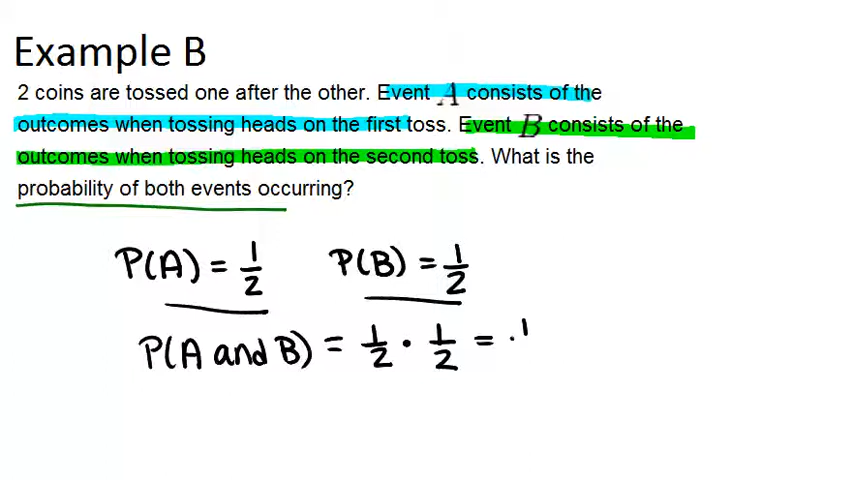 Example B
2 coins are tossed one after the other. Event A consists of the
outcomes when tossing heads on the first toss. Event B consists of the
outcomes when tossing heads on the second toss. What is the
probability of both events occurring?
P(A) = 1/2 P(B) = 1/2
P(A and B) = 1/2 · 1/2 =